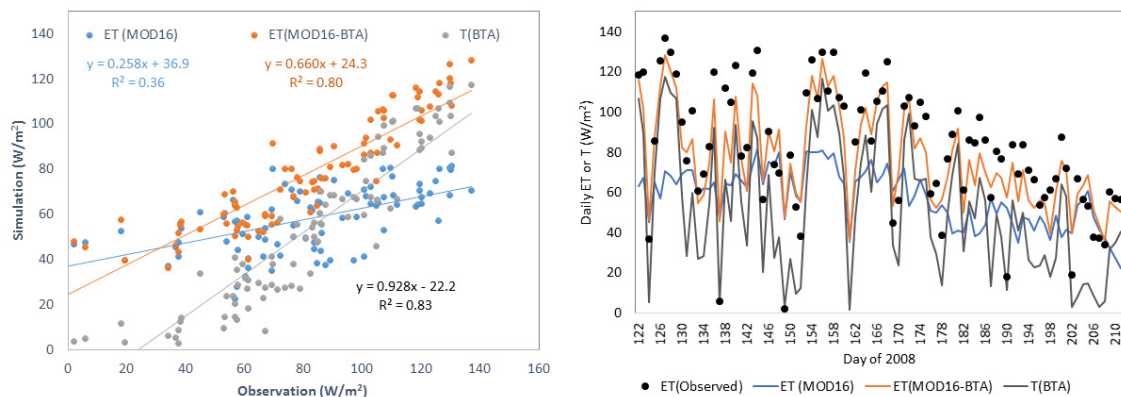 ET (MOD16)
ET(MOD16-BTA)
T(BTA)
y = 0.258x + 36.9
R² = 0.36
y = 0.660x + 24.3
R² = 0.80
y = 0.928x - 22.2
R² = 0.83
Simulation (W/m²)
140
120
100
80
60
40
20
0
0 20 40 60 80 100 120 140 160
Observation (W/m²)
Daily ET or T (W/m²)
140
120
100
80
60
40
20
0
122 126 130 134 138 142 146 150 154 158 162 166 170 174 178 182 186 190 194 198 202 206 210
Day of 2008
ET(Observed) ET (MOD16) ET(MOD16-BTA) T(BTA)